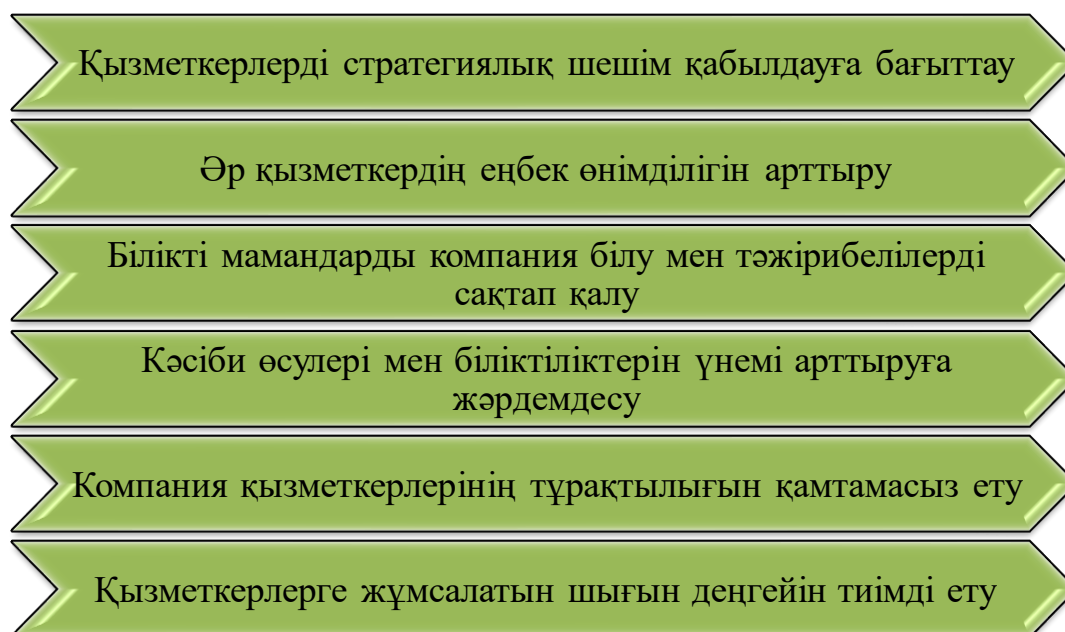 Қызметкерлерді стратегиялық шешім қабылдауға бағыттау
Әр қызметкердің еңбек өнімділігін арттыру
Білікті мамандарды компания білу мен тәжірибелілерді
сақтап қалу
Кәсіби өсулері мен біліктіліктерін үнемі арттыруға
жәрдемдесу
Компания қызметкерлерінің тұрақтылығын қамтамасыз ету
Қызметкерлерге жұмсалатын шығын деңгейін тиімді ету